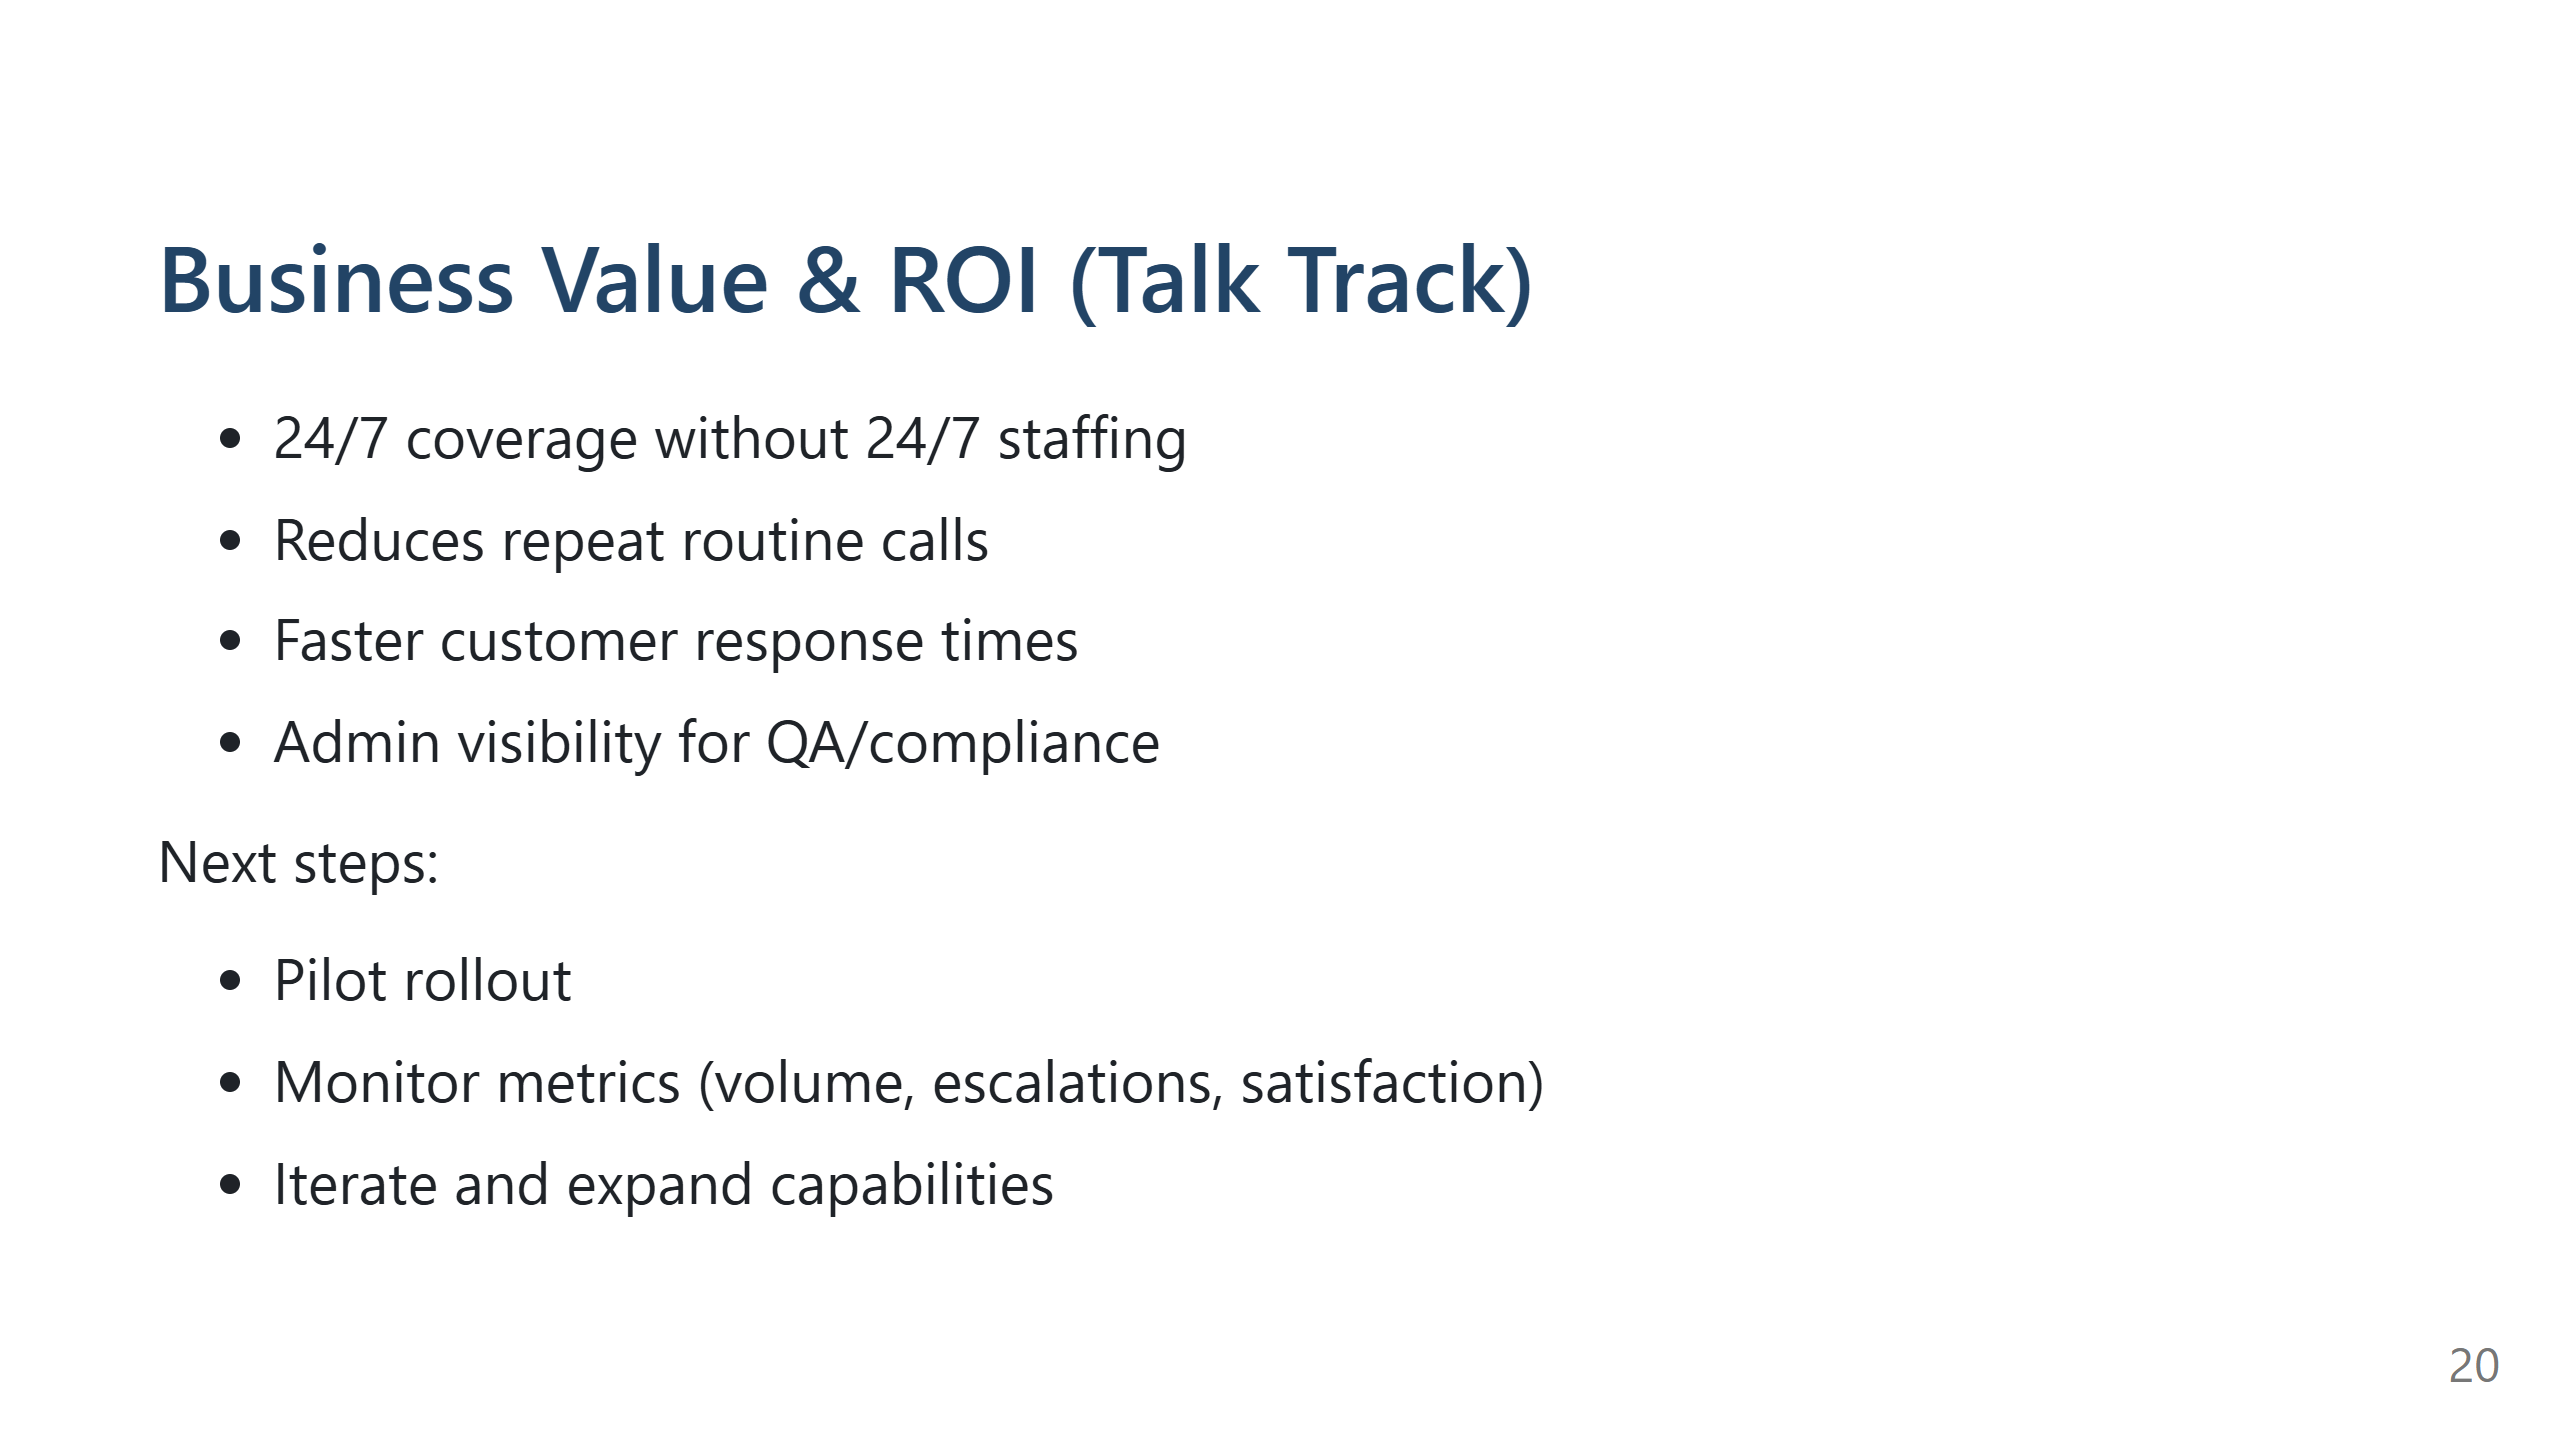 Business Value & ROI (Talk Track)
• 24/7 coverage without 24/7 staffing
• Reduces repeat routine calls
• Faster customer response times
• Admin visibility for QA/compliance
Next steps:
• Pilot rollout
• Monitor metrics (volume, escalations, satisfaction)
• Iterate and expand capabilities
20